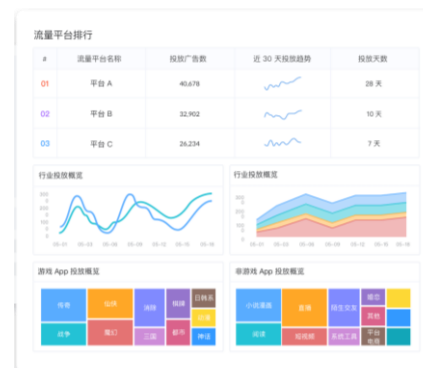 流量平台排行
# 流量平台名称 投放广告数 近 30 天投放趋势 投放天数
01 平台 A 40,678 28 天
02 平台 B 32,902 10 天
03 平台 C 26,234 7 天
行业投放概览
行业投放概览
游戏 App 投放概览
传奇
仙侠
消除
棋牌
日韩系
战争
魔幻
三国
都市
神话
非游戏 App 投放概览
小说漫画
直播
陌生交友
婚恋
其他
阅读
短视频
系统工具
平台
电商